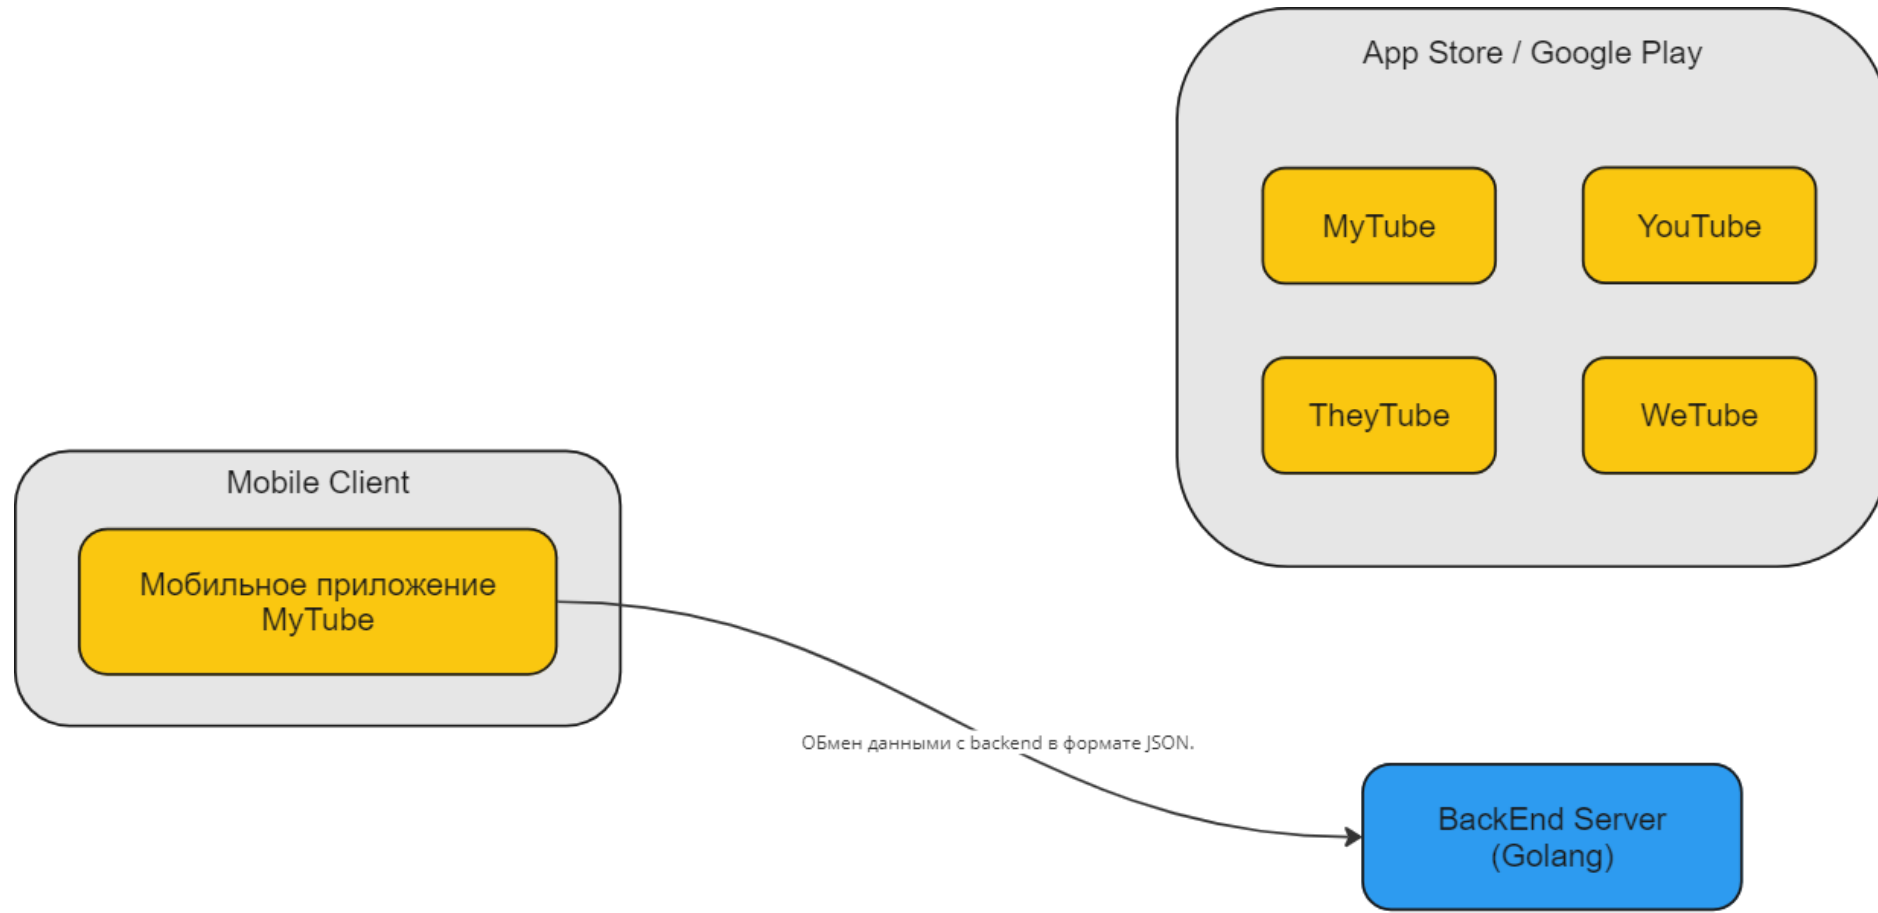 App Store / Google Play
MyTube
YouTube
TheyTube
WeTube
Mobile Client
Мобильное приложение
MyTube
ОБмен данными с backend в формате JSON.
BackEnd Server
(Golang)